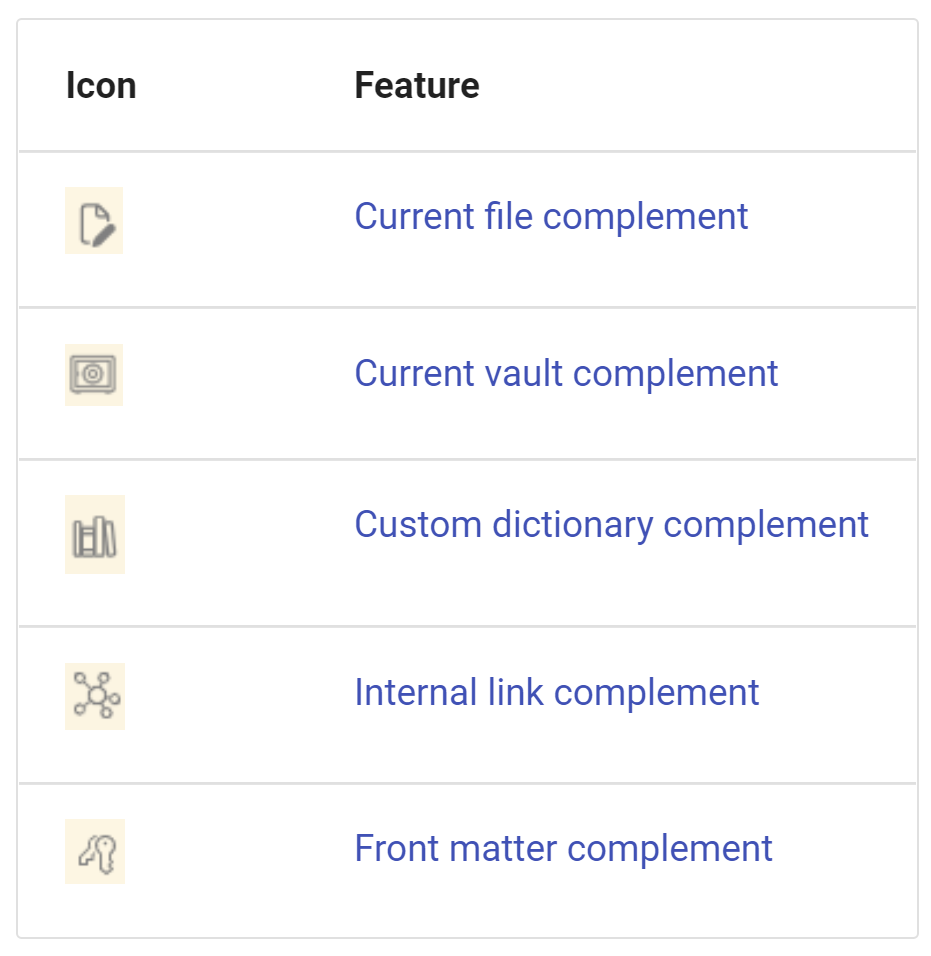 Icon Feature
Current file complement
Current vault complement
Custom dictionary complement
Internal link complement
Front matter complement